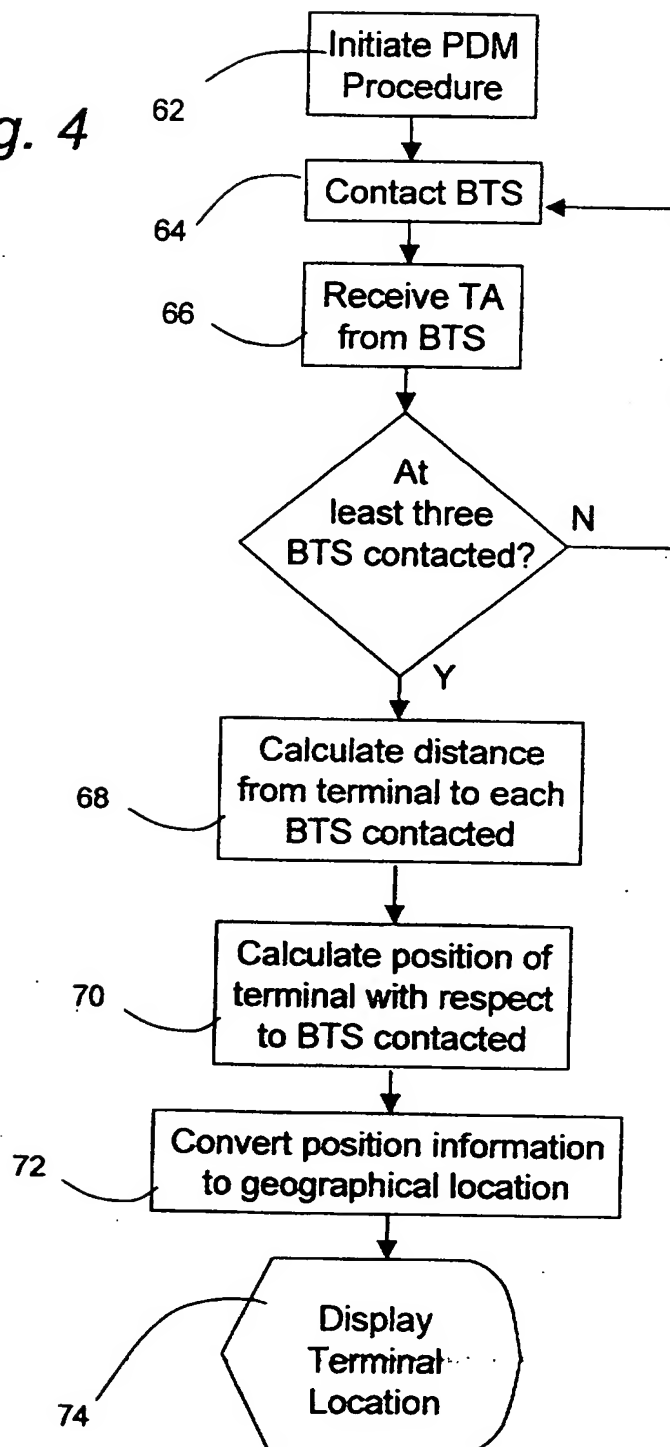 g. 4
62
Initiate PDM
Procedure
64
Contact BTS
66
Receive TA
from BTS
At
least three
BTS contacted?
N
Y
68
Calculate distance
from terminal to each
BTS contacted
70
Calculate position of
terminal with respect
to BTS contacted
72
Convert position information
to geographical location
74
Display
Terminal
Location